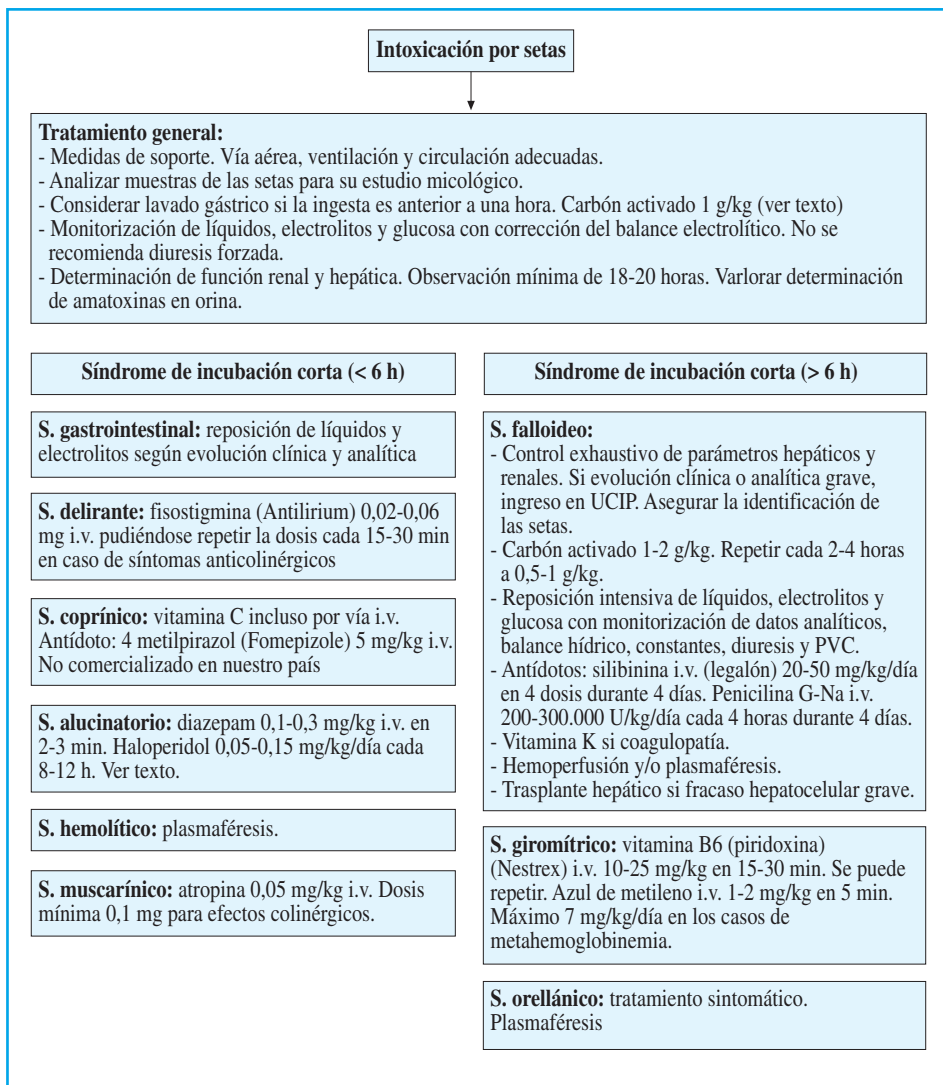 Intoxicación por setas
Tratamiento general:
- Medidas de soporte. Vía aérea, ventilación y circulación adecuadas.
- Analizar muestras de las setas para su estudio micológico.
- Considerar lavado gástrico si la ingesta es anterior a una hora. Carbón activado 1 g/kg (ver texto)
- Monitorización de líquidos, electrolitos y glucosa con corrección del balance electrolítico. No se
recomienda diuresis forzada.
- Determinación de función renal y hepática. Observación mínima de 18-20 horas. Varlorar determinación
de amatoxinas en orina.
Síndrome de incubación corta (< 6 h)
S. gastrointestinal: reposición de líquidos y
electrolitos según evolución clínica y analítica
S. delirante: fisostigmina (Antilirium) 0,02-0,06
mg i.v. pudiéndose repetir la dosis cada 15-30 min
en caso de síntomas anticolinérgicos
S. coprínico: vitamina C incluso por vía i.v.
Antídoto: 4 metilpirazol (Fomepizole) 5 mg/kg i.v.
No comercializado en nuestro país
S. alucinatorio: diazepam 0,1-0,3 mg/kg i.v. en
2-3 min. Haloperidol 0,05-0,15 mg/kg/día cada
8-12 h. Ver texto.
S. hemolítico: plasmaféresis.
S. muscarínico: atropina 0,05 mg/kg i.v. Dosis
mínima 0,1 mg para efectos colinérgicos.
Síndrome de incubación corta (> 6 h)
S. falloideo:
- Control exhaustivo de parámetros hepáticos y
renales. Si evolución clínica o analítica grave,
ingreso en UCIP. Asegurar la identificación de
las setas.
- Carbón activado 1-2 g/kg. Repetir cada 2-4 horas
a 0,5-1 g/kg.
- Reposición intensiva de líquidos, electrolitos y
glucosa con monitorización de datos analíticos,
balance hídrico, constantes, diuresis y PVC.
- Antídotos: silibinina i.v. (legalón) 20-50 mg/kg/día
en 4 dosis durante 4 días. Penicilina G-Na i.v.
200-300.000 U/kg/día cada 4 horas durante 4 días.
- Vitamina K si coagulopatía.
- Hemoperfusión y/o plasmaféresis.
- Trasplante hepático si fracaso hepatocelular grave.
S. giromítrico: vitamina B6 (piridoxina)
(Nestrex) i.v. 10-25 mg/kg en 15-30 min. Se puede
repetir. Azul de metileno i.v. 1-2 mg/kg en 5 min.
Máximo 7 mg/kg/día en los casos de
metahemoglobinemia.
S. orellánico: tratamiento sintomático.
Plasmaféresis